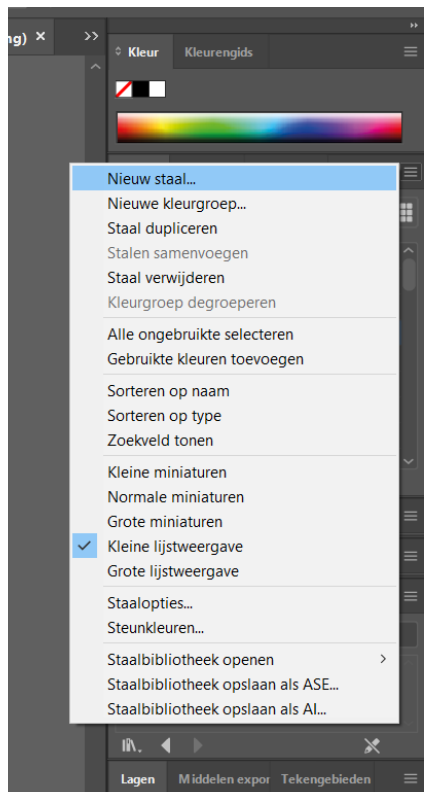 ng) ×
Kleur Kleurengids
Nieuw staal...
Nieuwe kleurgroep...
Staal dupliceren
Stalen samenvoegen
Staal verwijderen
Kleurgroep degroeperen
Alle ongebruikte selecteren
Gebruikte kleuren toevoegen
Sorteren op naam
Sorteren op type
Zoekveld tonen
Kleine miniaturen
Normale miniaturen
Grote miniaturen
Kleine lijstweergave
Grote lijstweergave
Staalopties...
Steunkleuren...
Staalbibliotheek openen
Staalbibliotheek opslaan als ASE...
Staalbibliotheek opslaan als AI...
Lagen Middelen expor Tekengebieden